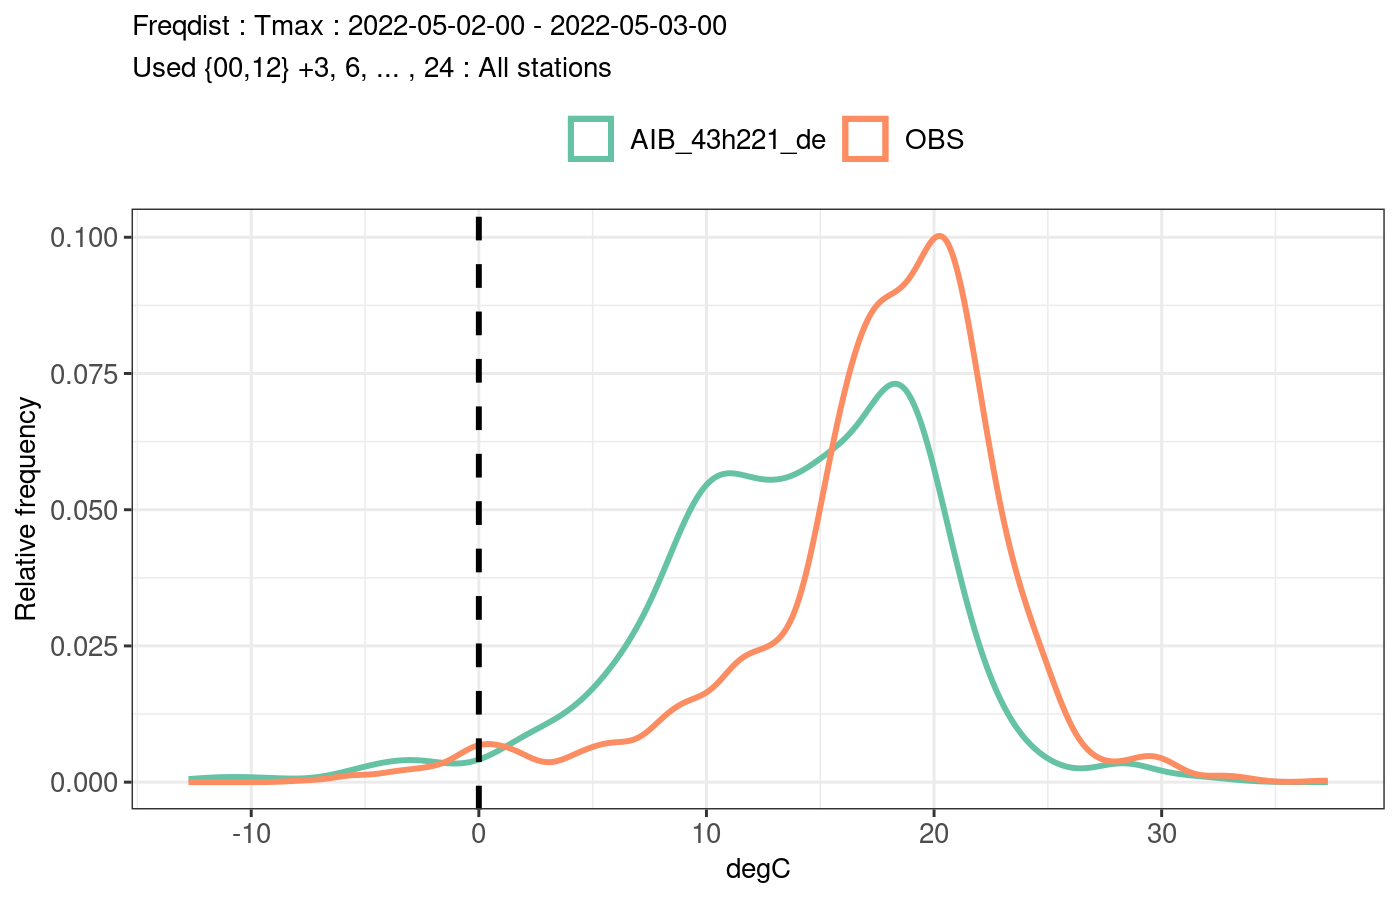 Freqdist : Tmax : 2022-05-02-00 - 2022-05-03-00
Used {00,12} +3, 6, ... , 24 : All stations
AIB_43h221_de OBS
0.100
0.075
0.050
0.025
0.000
Relative frequency
-10 0 10 20 30
degC